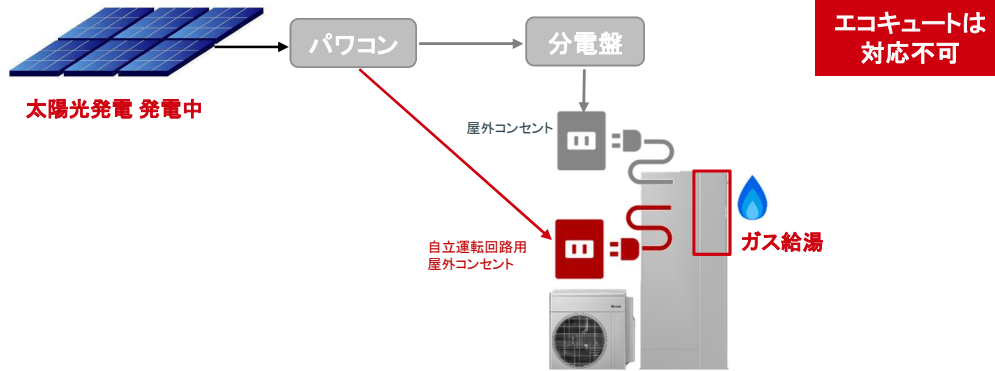 パワコン
分電盤
エコキュートは
対応不可
太陽光発電 発電中
屋外コンセント
ガス給湯
自立運転回路用
屋外コンセント